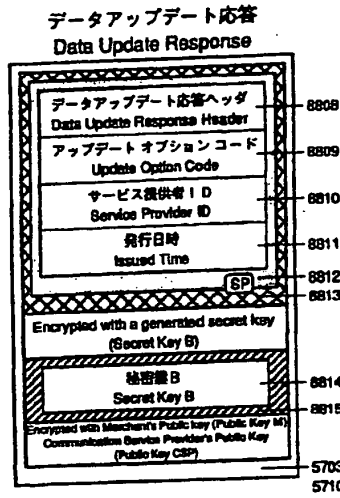 データアップデート応答
Data Update Response
データアップデート応答ヘッダ
Data Update Response Header
8808
アップデート オプション コード
Update Option Code
8809
サービス提供者 I D
Service Provider ID
8810
発行日時
Issued Time
8811
SP
8812
8813
Encrypted with a generated secret key
(Secret Key B)
秘密鍵B
Secret Key B
8814
8815
Encrypted with Merchant's Public key (Public Key M)
Communication Service Provider's Public Key
(Public Key CSP)
5703
5710